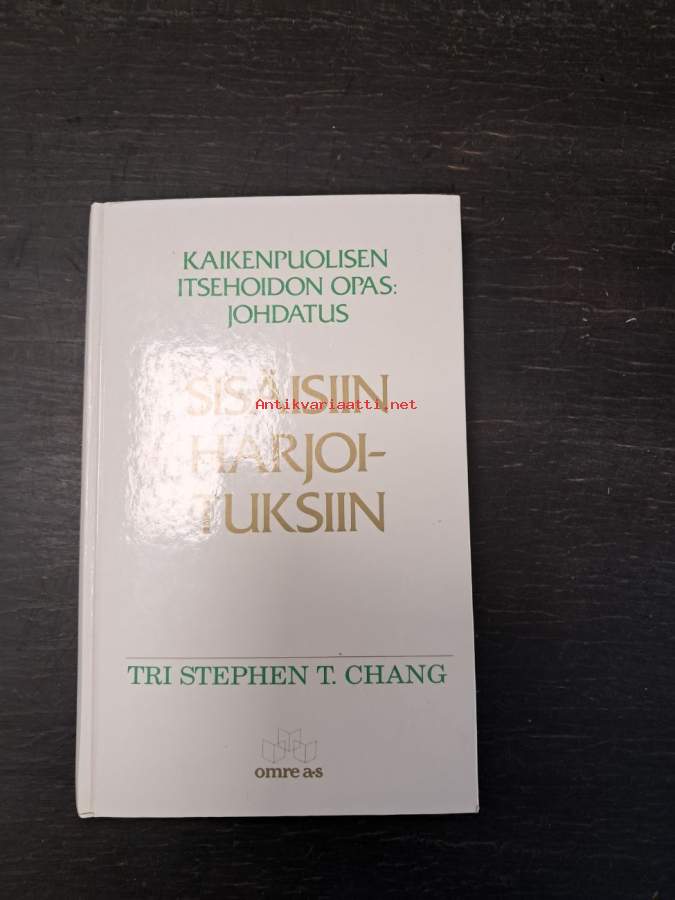 KAIKENPUOLISEN
ITSEHOIDON OPAS:
JOHDATUS
SISÄISIIN
Antikvariaatti.net
HARJOI-
TUKSIIN
TRI STEPHEN T. CHANG
omre a·s